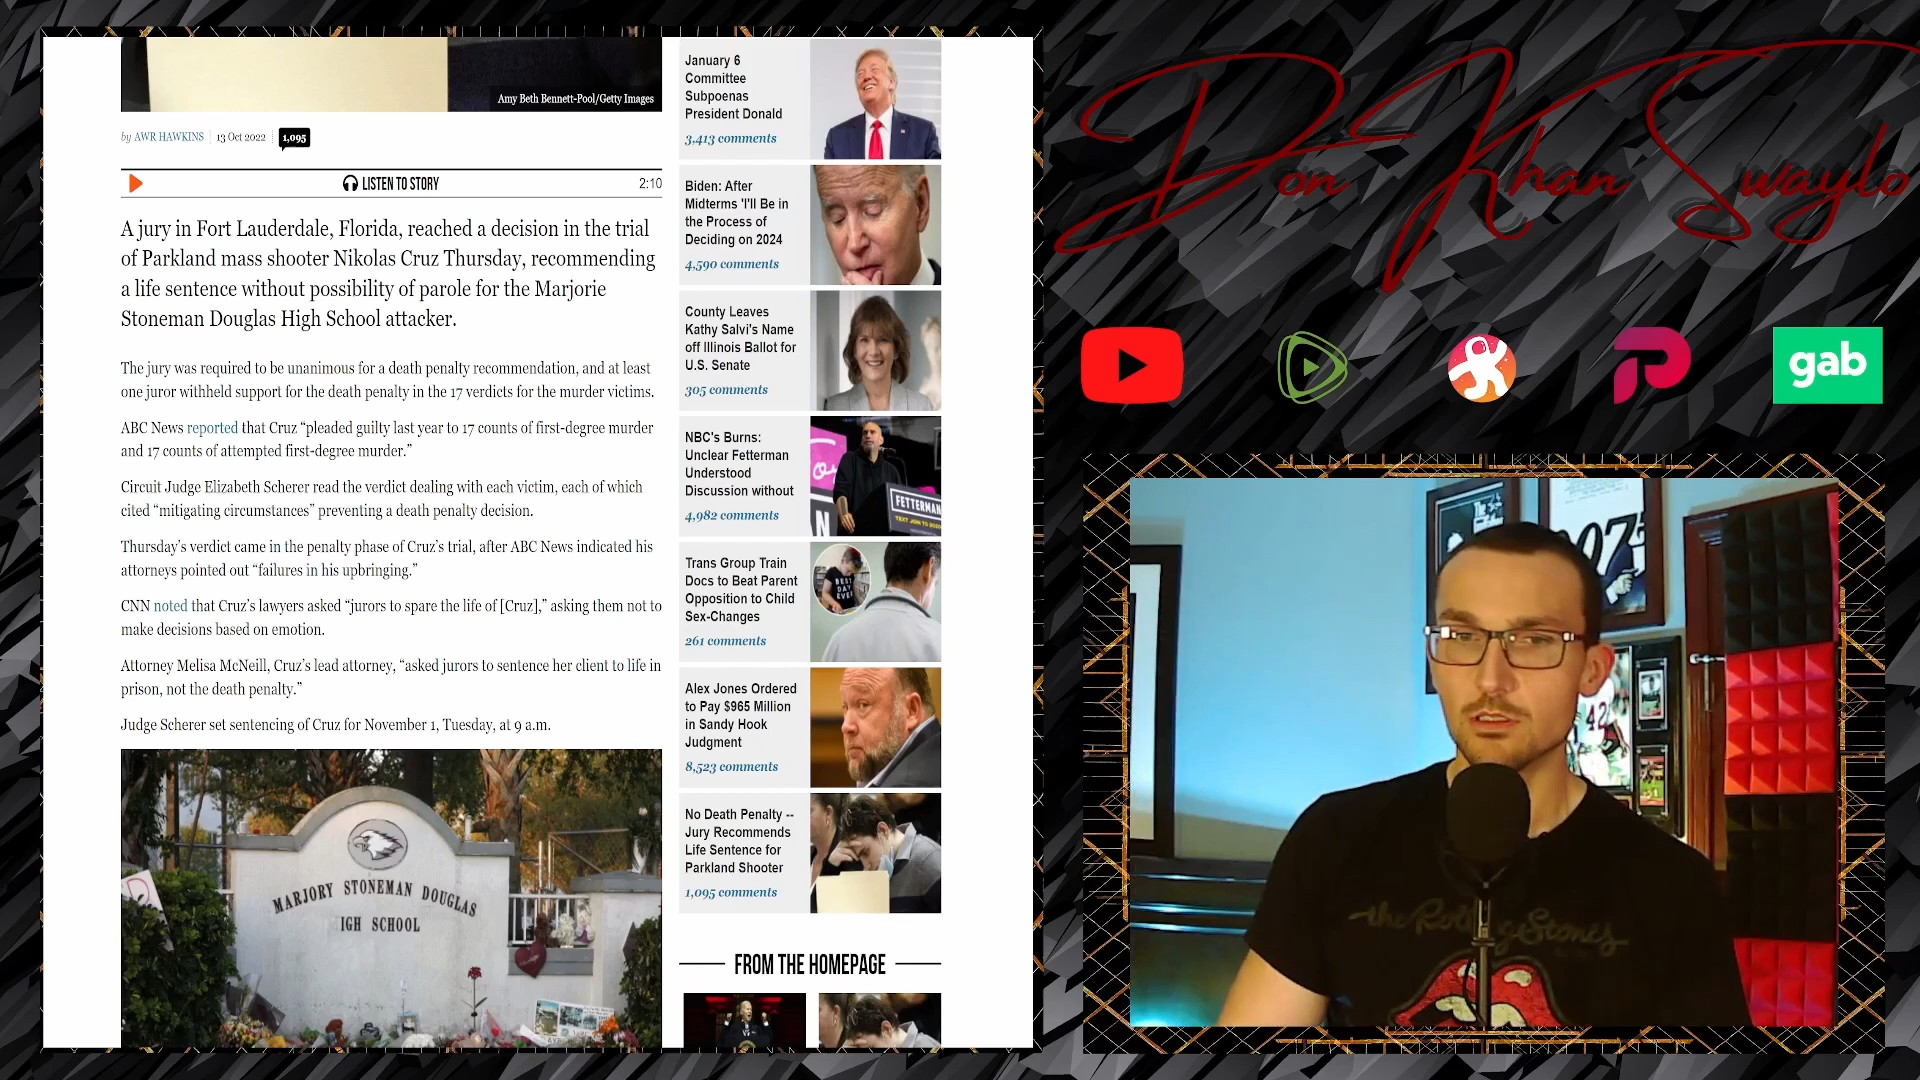 Amy Beth Bennett-Pool/Getty Images
by AWR HAWKINS 13 Oct 2022 1,095
LISTEN TO STORY 2:10
A jury in Fort Lauderdale, Florida, reached a decision in the trial
of Parkland mass shooter Nikolas Cruz Thursday, recommending
a life sentence without possibility of parole for the Marjorie
Stoneman Douglas High School attacker.
The jury was required to be unanimous for a death penalty recommendation, and at least
one juror withheld support for the death penalty in the 17 verdicts for the murder victims.
ABC News reported that Cruz “pleaded guilty last year to 17 counts of first-degree murder
and 17 counts of attempted first-degree murder.”
Circuit Judge Elizabeth Scherer read the verdict dealing with each victim, each of which
cited “mitigating circumstances” preventing a death penalty decision.
Thursday’s verdict came in the penalty phase of Cruz’s trial, after ABC News indicated his
attorneys pointed out “failures in his upbringing.”
CNN noted that Cruz’s lawyers asked “jurors to spare the life of [Cruz],” asking them not to
make decisions based on emotion.
Attorney Melisa McNeill, Cruz’s lead attorney, “asked jurors to sentence her client to life in
prison, not the death penalty.”
Judge Scherer set sentencing of Cruz for November 1, Tuesday, at 9 a.m.
MARJORY STONEMAN DOUGLAS
IGH SCHOOL
January 6
Committee
Subpoenas
President Donald
3,413 comments
Biden: After
Midterms 'I'll Be in
the Process of
Deciding on 2024
4,590 comments
County Leaves
Kathy Salvi's Name
off Illinois Ballot for
U.S. Senate
305 comments
NBC's Burns:
Unclear Fetterman
Understood
Discussion without
4,982 comments
FETTERMAN
Trans Group Train
Docs to Beat Parent
Opposition to Child
Sex-Changes
261 comments
BEST
DAY
EVER
Alex Jones Ordered
to Pay $965 Million
in Sandy Hook
Judgment
8,523 comments
No Death Penalty --
Jury Recommends
Life Sentence for
Parkland Shooter
1,095 comments
FROM THE HOMEPAGE
Don Khan Swaylo
gab
007
42
the Rolling Stones